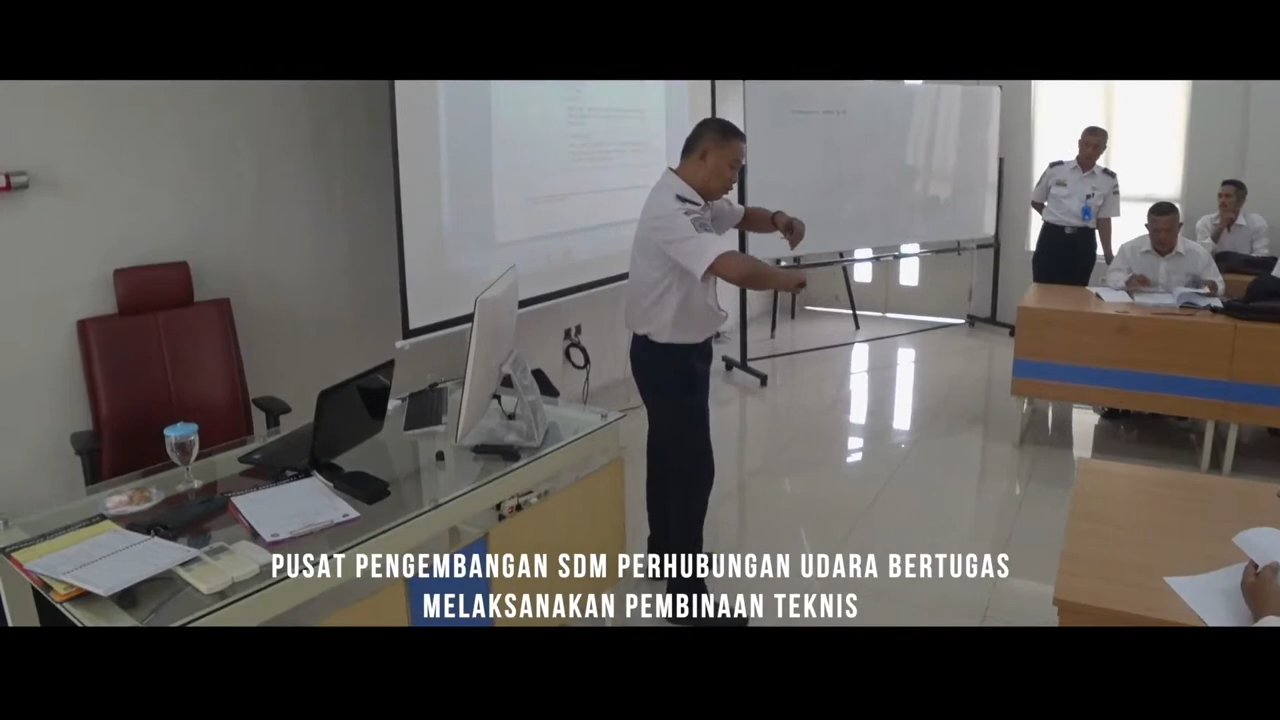 PUSAT PENGEMBANGAN SDM PERHUBUNGAN UDARA BERTUGAS
MELAKSANAKAN PEMBINAAN TEKNIS